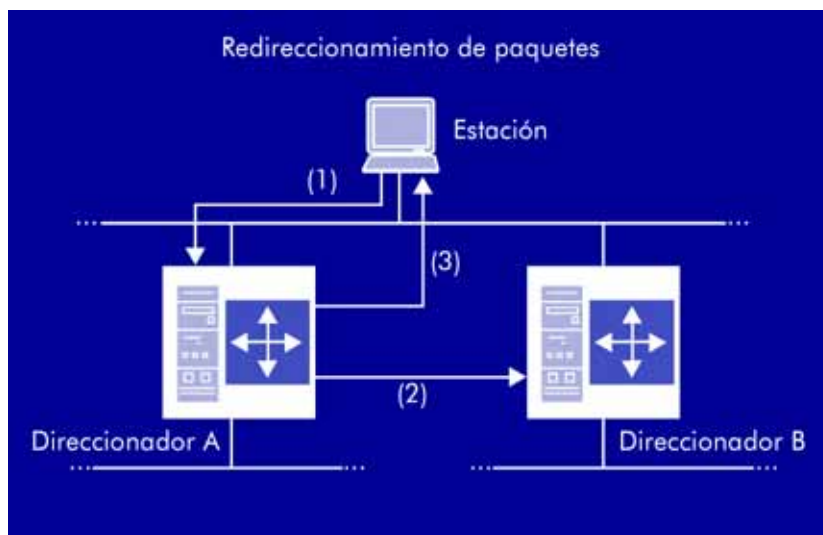 Redireccionamiento de paquetes
Estación
(1)
(3)
(2)
Direccionador A
Direccionador B